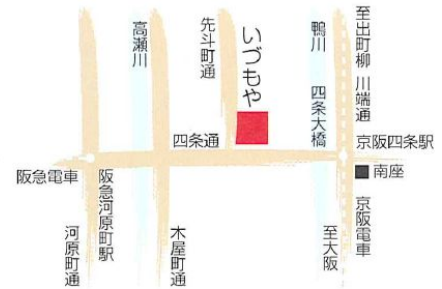 高瀬川
先斗町通
いづもや
鴨川
四条大橋
至出町柳
川端通
四条通
京阪四条駅
阪急電車
阪急河原町駅
南座
河原町通
木屋町通
至大阪
京阪電車